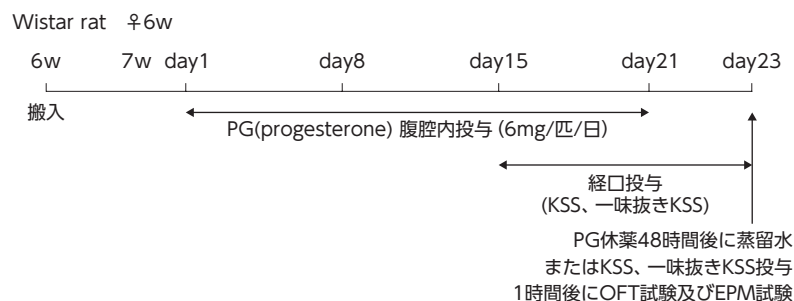 Wistar rat ♀6w
6w 7w day1 day8 day15 day21 day23
搬入
PG(progesterone) 腹腔内投与 (6mg/匹/日)
経口投与
(KSS、一味抜きKSS)
PG休薬48時間後に蒸留水
またはKSS、一味抜きKSS投与
1時間後にOFT試験及びEPM試験